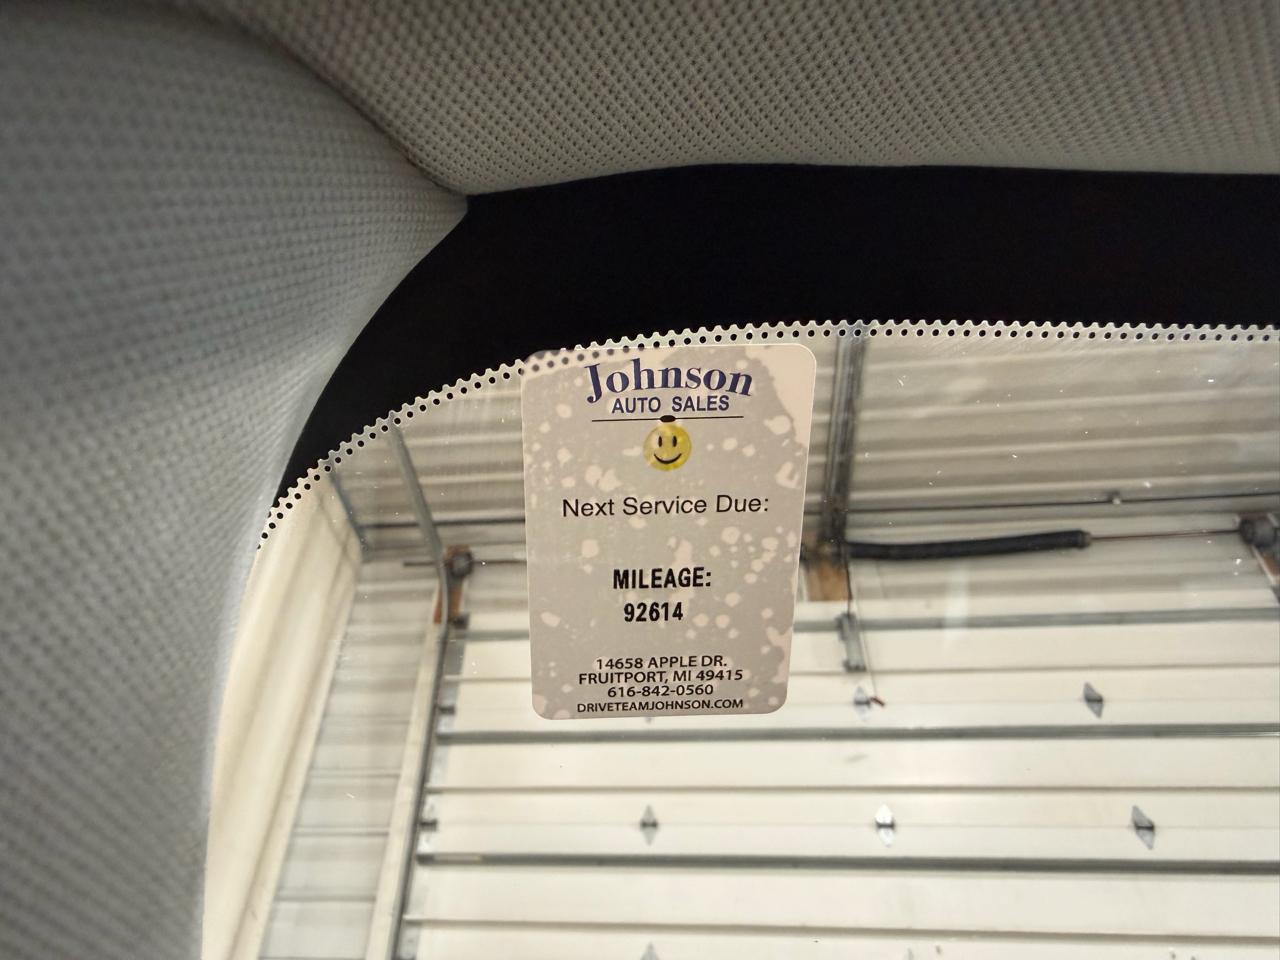 Johnson
AUTO SALES
Next Service Due:
MILEAGE:
92614
14658 APPLE DR.
FRUITPORT, MI 49415
616-842-0560
DRIVETEAMJOHNSON.COM